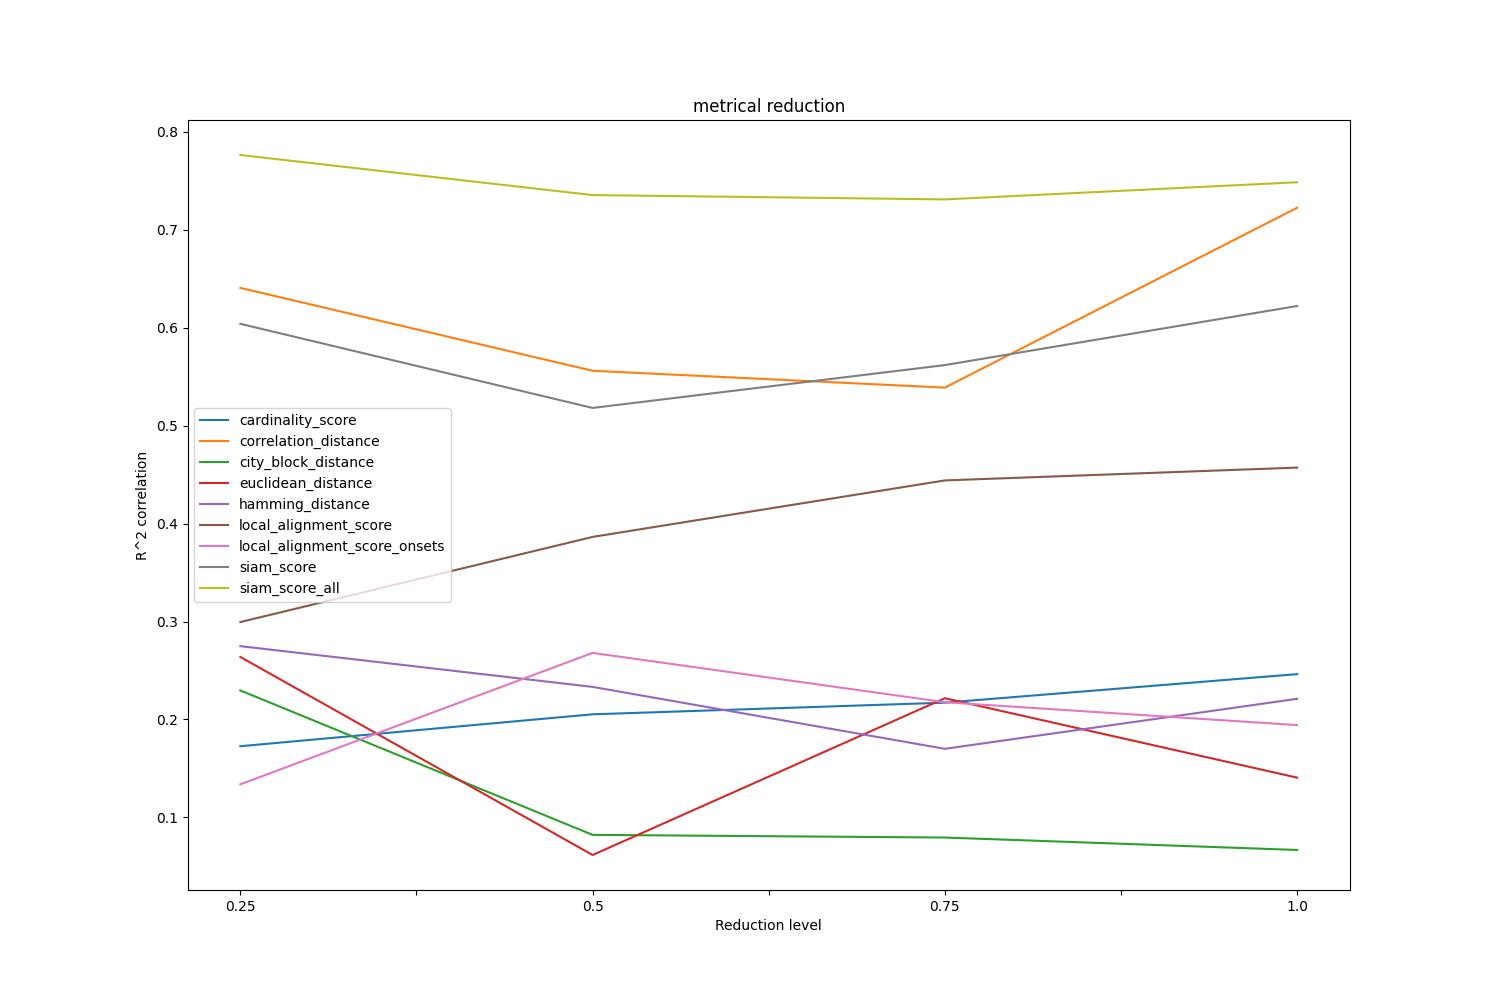 metrical reduction
0.8
0.7
0.6
0.5
0.4
0.3
0.2
0.1
R^2 correlation
cardinality_score
correlation_distance
city_block_distance
euclidean_distance
hamming_distance
local_alignment_score
local_alignment_score_onsets
siam_score
siam_score_all
0.25 0.5 0.75 1.0
Reduction level